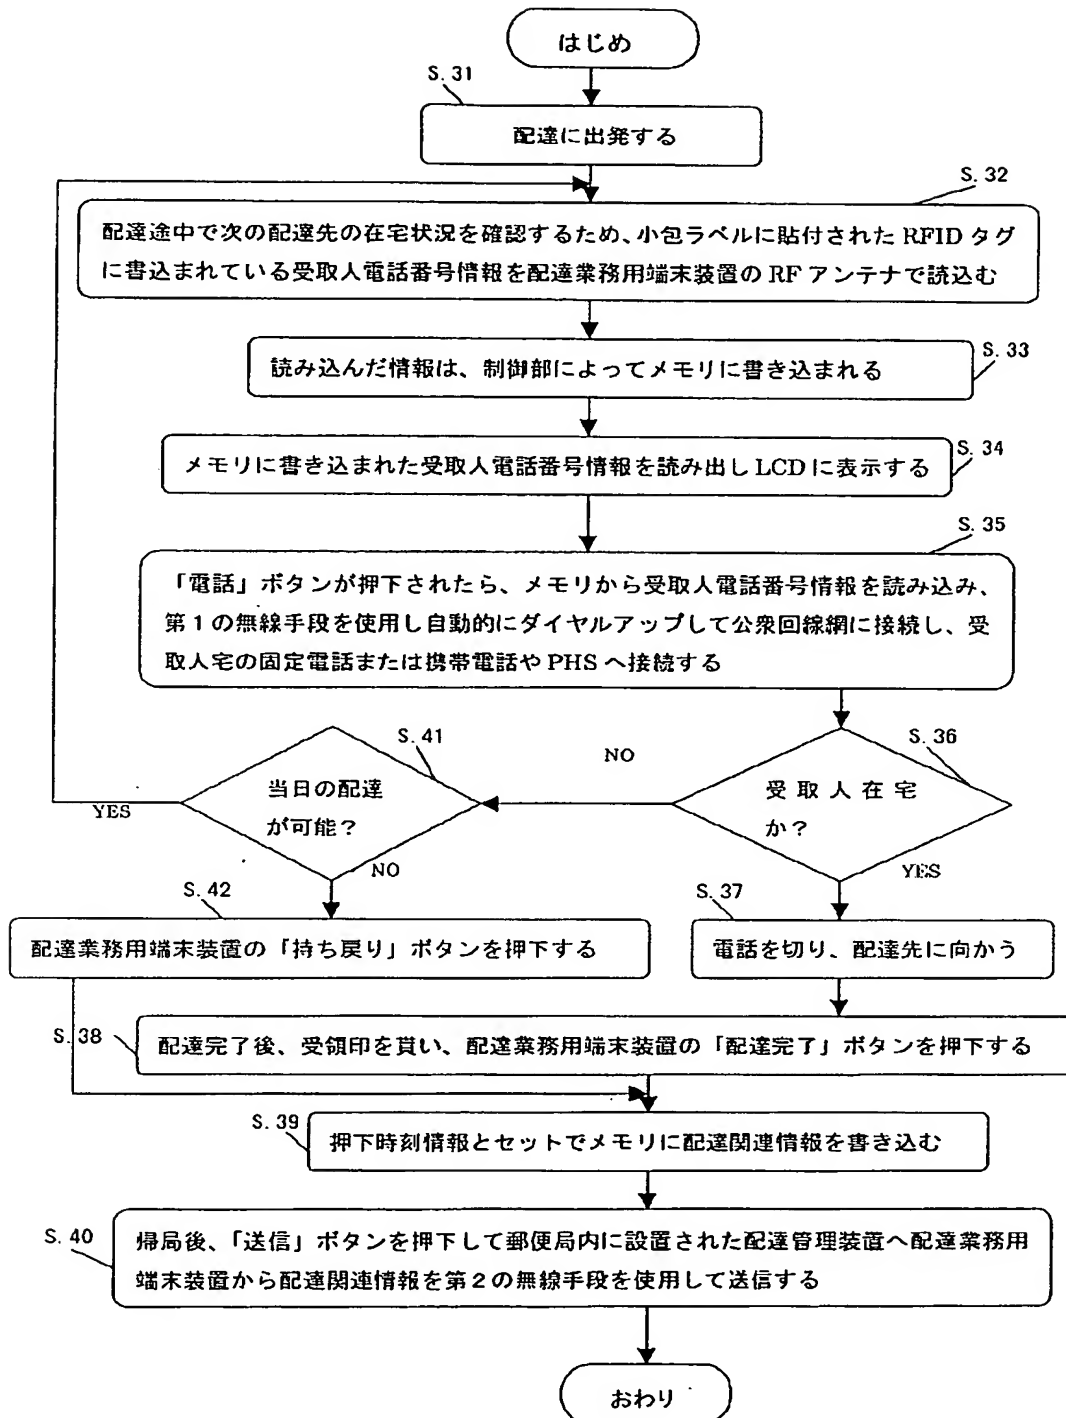 はじめ
S.31
配達に出発する
S.32
配達途中で次の配達先の在宅状況を確認するため、小包ラベルに貼付された RFID タグ
に書込まれている受取人電話番号情報を配達業務用端末装置の RF アンテナで読込む
S.33
読み込んだ情報は、制御部によってメモリに書き込まれる
S.34
メモリに書き込まれた受取人電話番号情報を読み出し LCD に表示する
S.35
「電話」ボタンが押下されたら、メモリから受取人電話番号情報を読み込み、
第１の無線手段を使用し自動的にダイヤルアップして公衆回線網に接続し、受
取人宅の固定電話または携帯電話や PHS へ接続する
S.36
受取人在宅
か？
NO
YES
S.41
当日の配達
が可能？
YES
NO
S.42
配達業務用端末装置の「持ち戻り」ボタンを押下する
S.37
電話を切り、配達先に向かう
S.38
配達完了後、受領印を貰い、配達業務用端末装置の「配達完了」ボタンを押下する
S.39
押下時刻情報とセットでメモリに配達関連情報を書き込む
S.40
帰局後、「送信」ボタンを押下して郵便局内に設置された配達管理装置へ配達業務用
端末装置から配達関連情報を第２の無線手段を使用して送信する
おわり